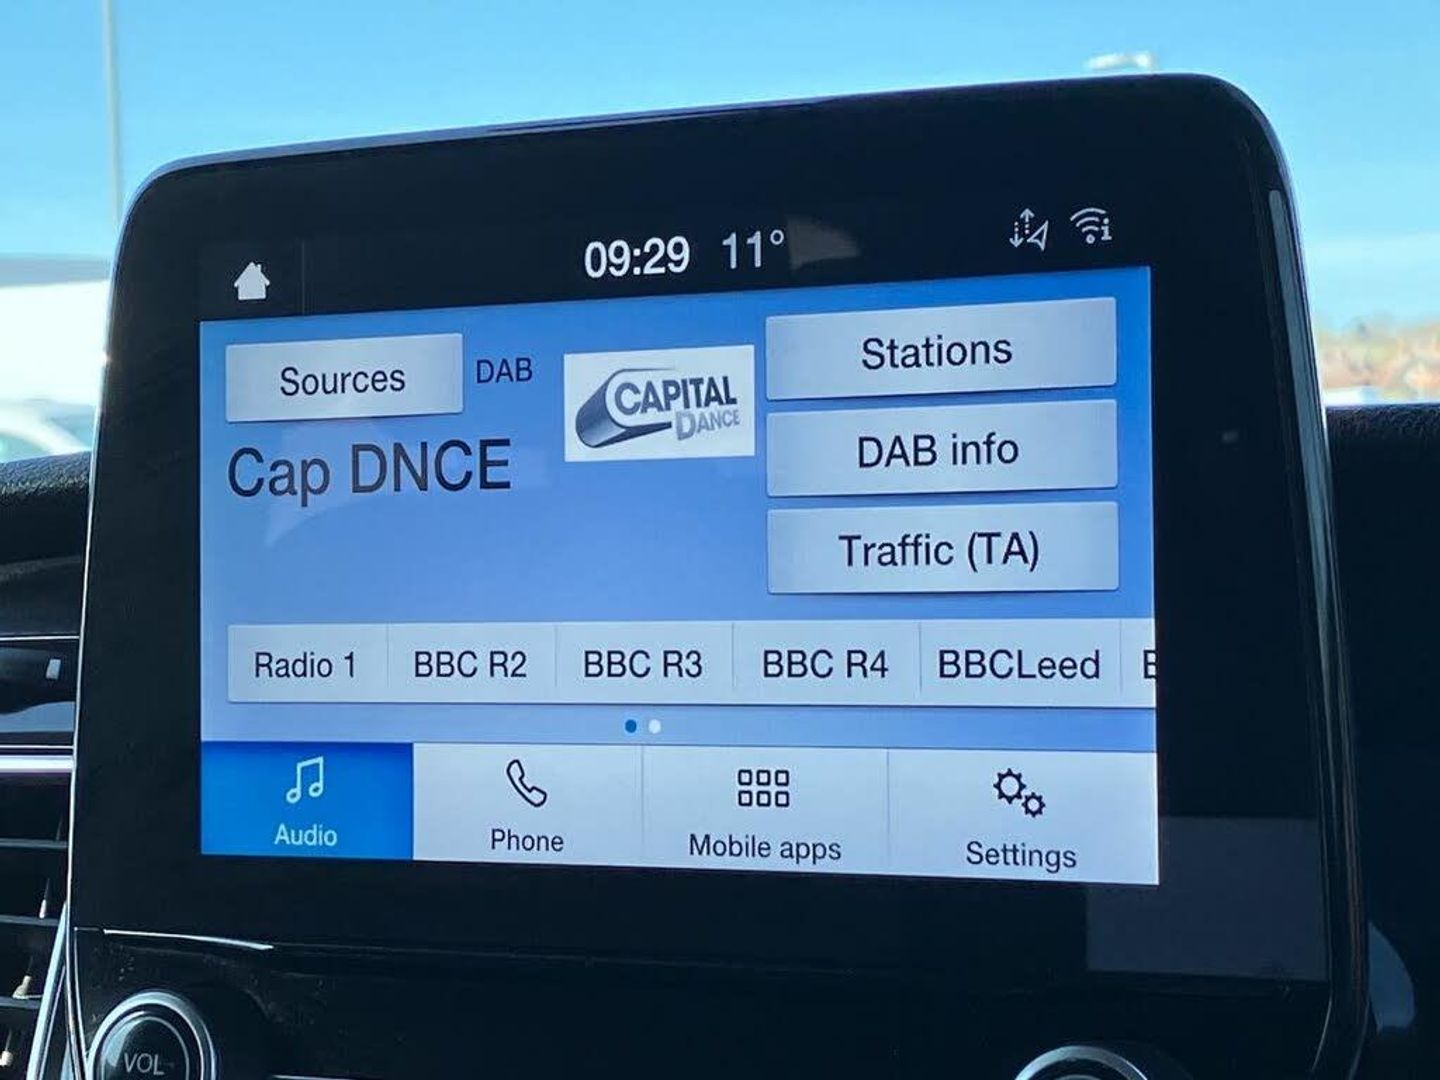 09:29 11°
Sources
DAB
CAPITAL
DANCE
Stations
Cap DNCE
DAB info
Traffic (TA)
Radio 1
BBC R2
BBC R3
BBC R4
BBCLeed
Audio
Phone
Mobile apps
Settings
VOL